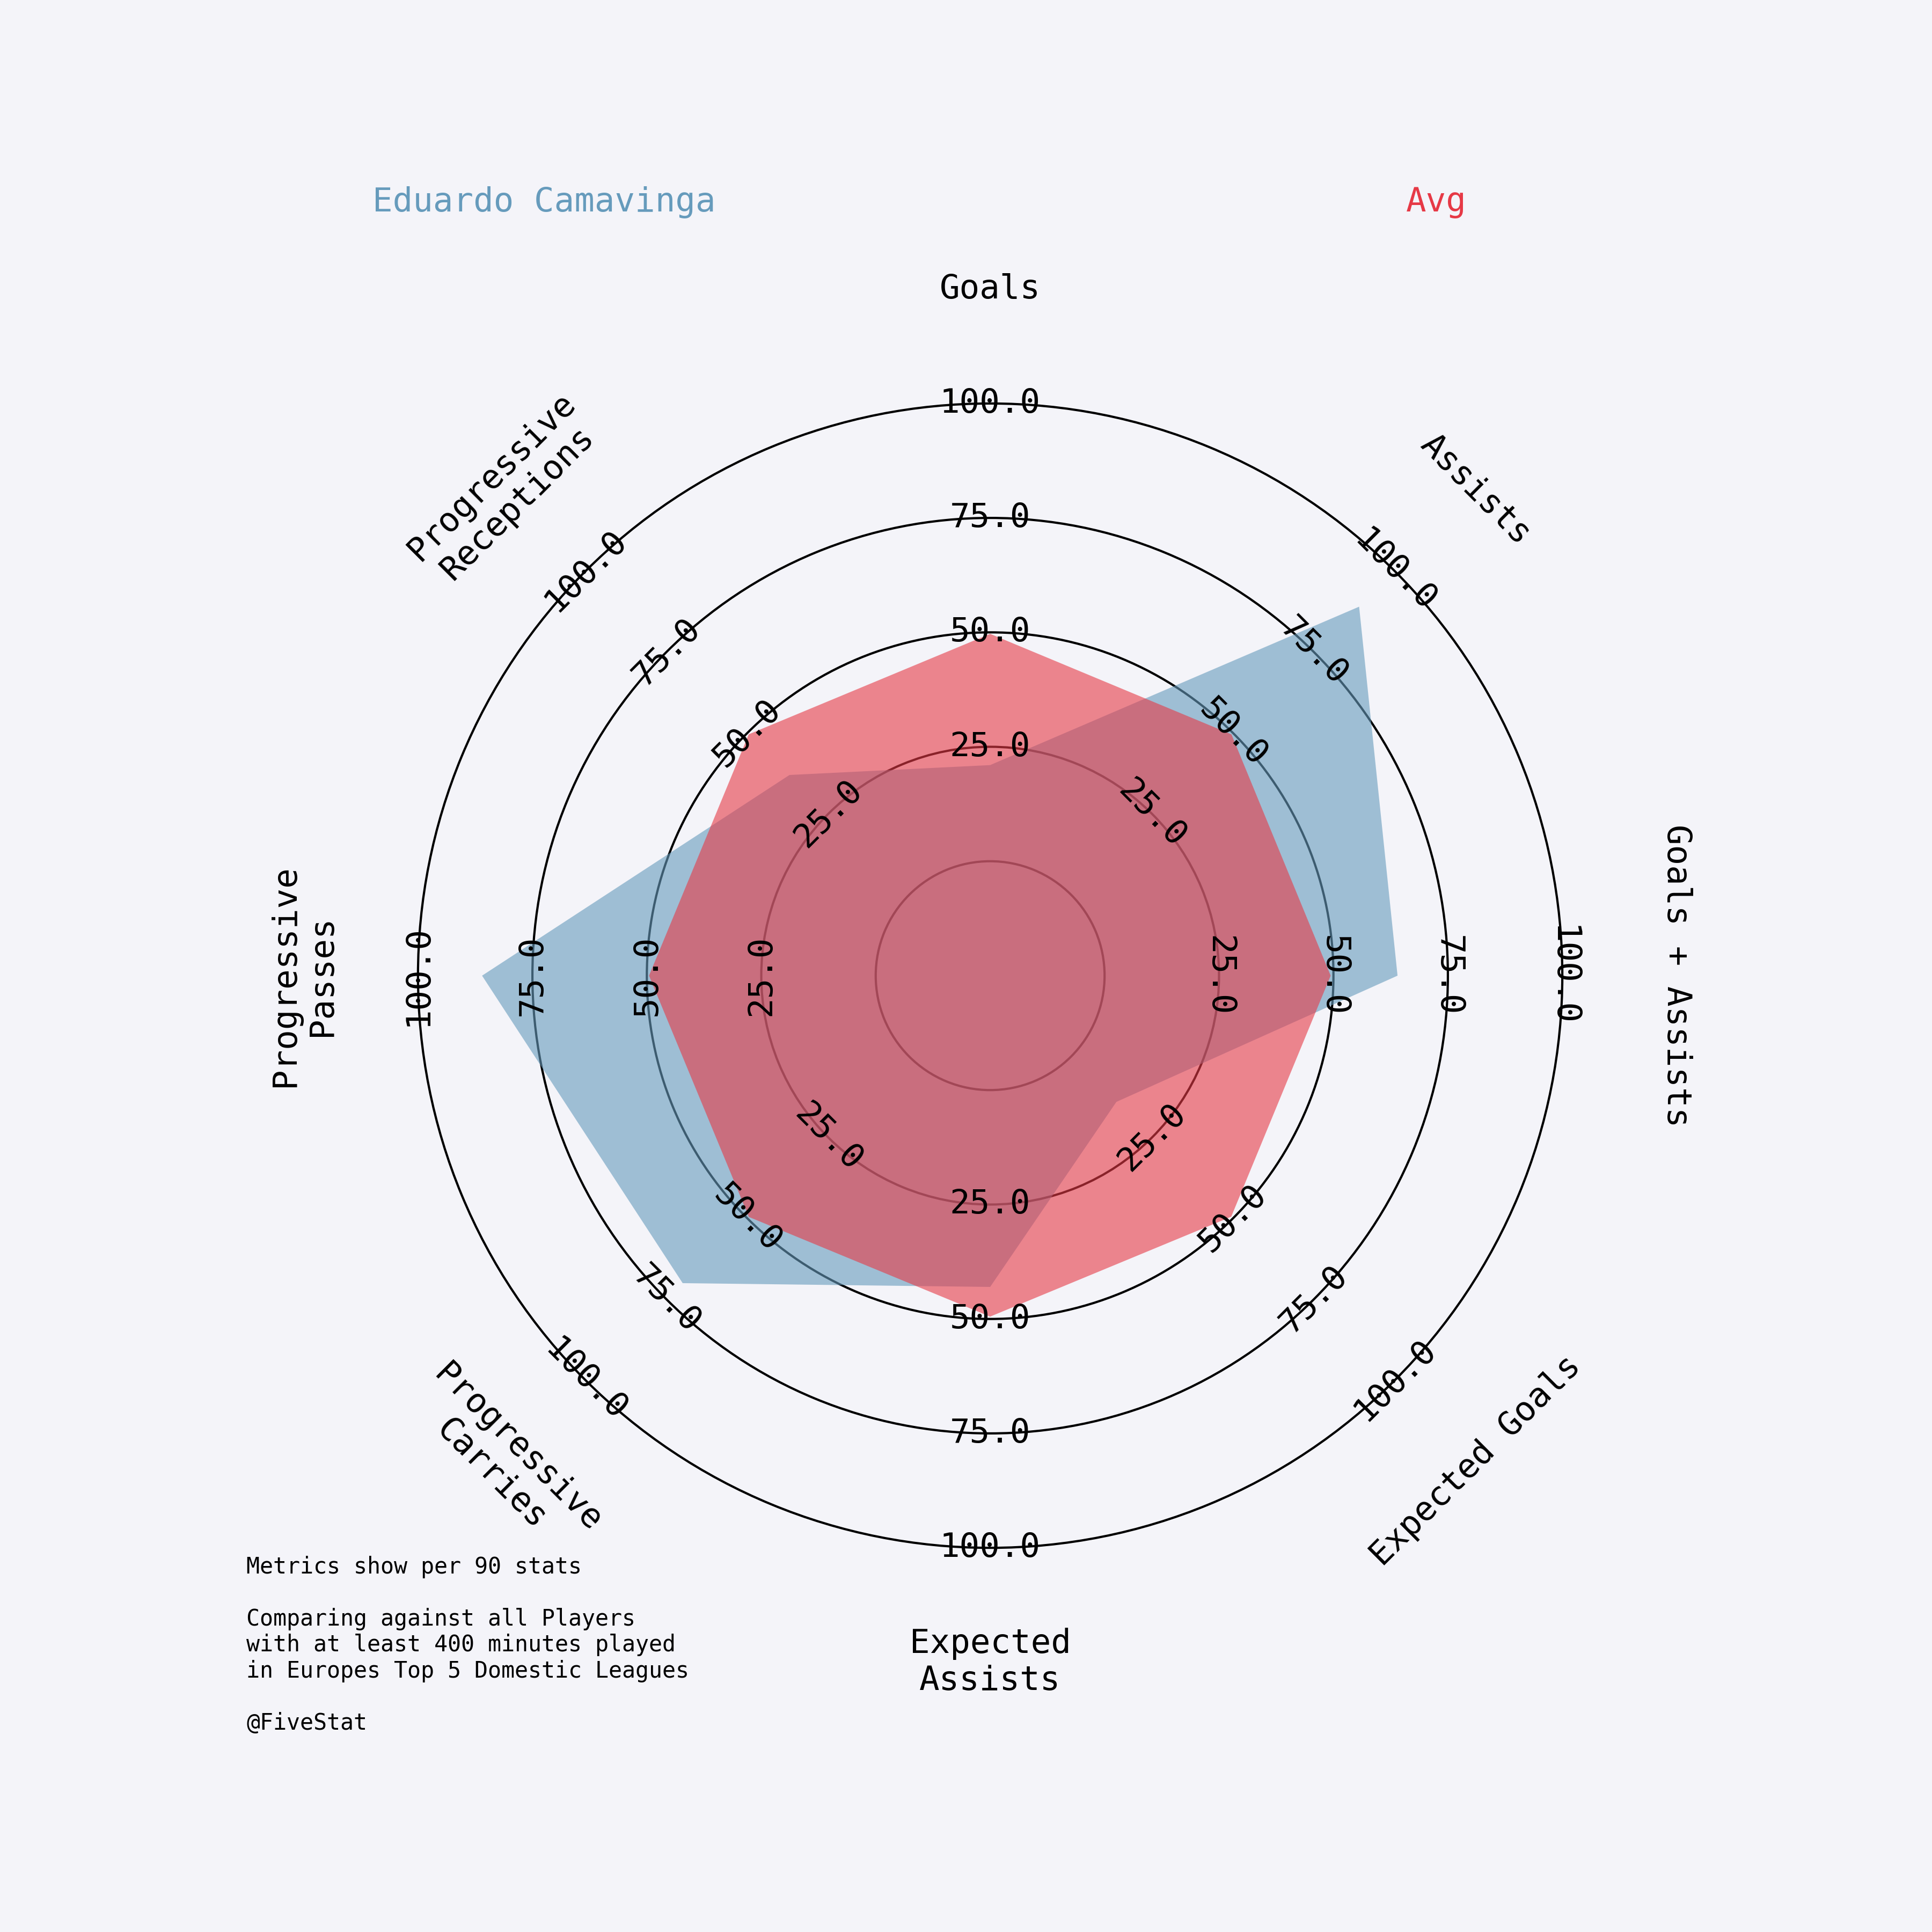 Eduardo Camavinga
Avg
Goals
Assists
Goals + Assists
Expected Goals
Expected
Assists
Progressive
Carries
Progressive
Passes
Progressive
Receptions
100.0
75.0
50.0
25.0
100.0
75.0
50.0
25.0
100.0
75.0
50.0
25.0
100.0
75.0
50.0
25.0
25.0
50.0
75.0
100.0
25.0
50.0
75.0
100.0
100.0
75.0
50.0
25.0
100.0
75.0
50.0
25.0
Metrics show per 90 stats
Comparing against all Players
with at least 400 minutes played
in Europes Top 5 Domestic Leagues
@FiveStat